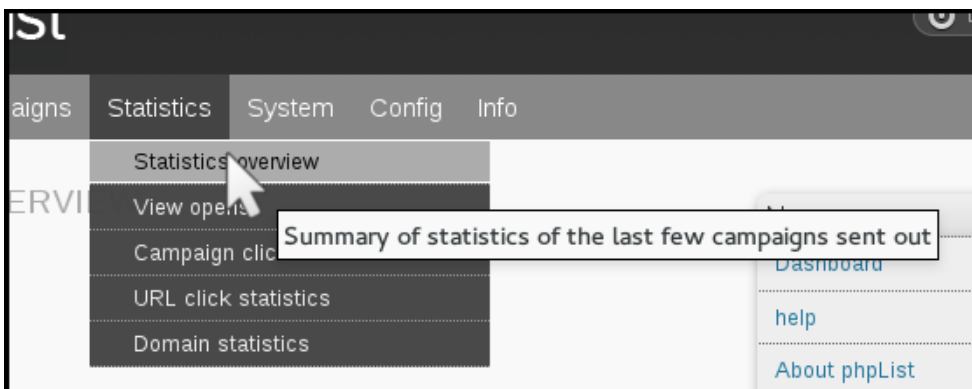 aigns Statistics System Config Info
Statistics overview
ERVI
View opens
Summary of statistics of the last few campaigns sent out
Campaign clic
Dashboard
URL click statistics
help
Domain statistics
About phpList